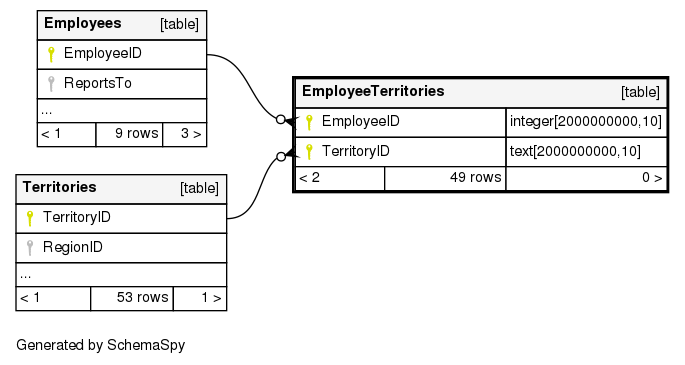 Employees [table]
EmployeeID
ReportsTo
...
< 1 9 rows 3 >
EmployeeTerritories [table]
EmployeeID integer[2000000000,10]
TerritoryID text[2000000000,10]
< 2 49 rows 0 >
Territories [table]
TerritoryID
RegionID
...
< 1 53 rows 1 >
Generated by SchemaSpy